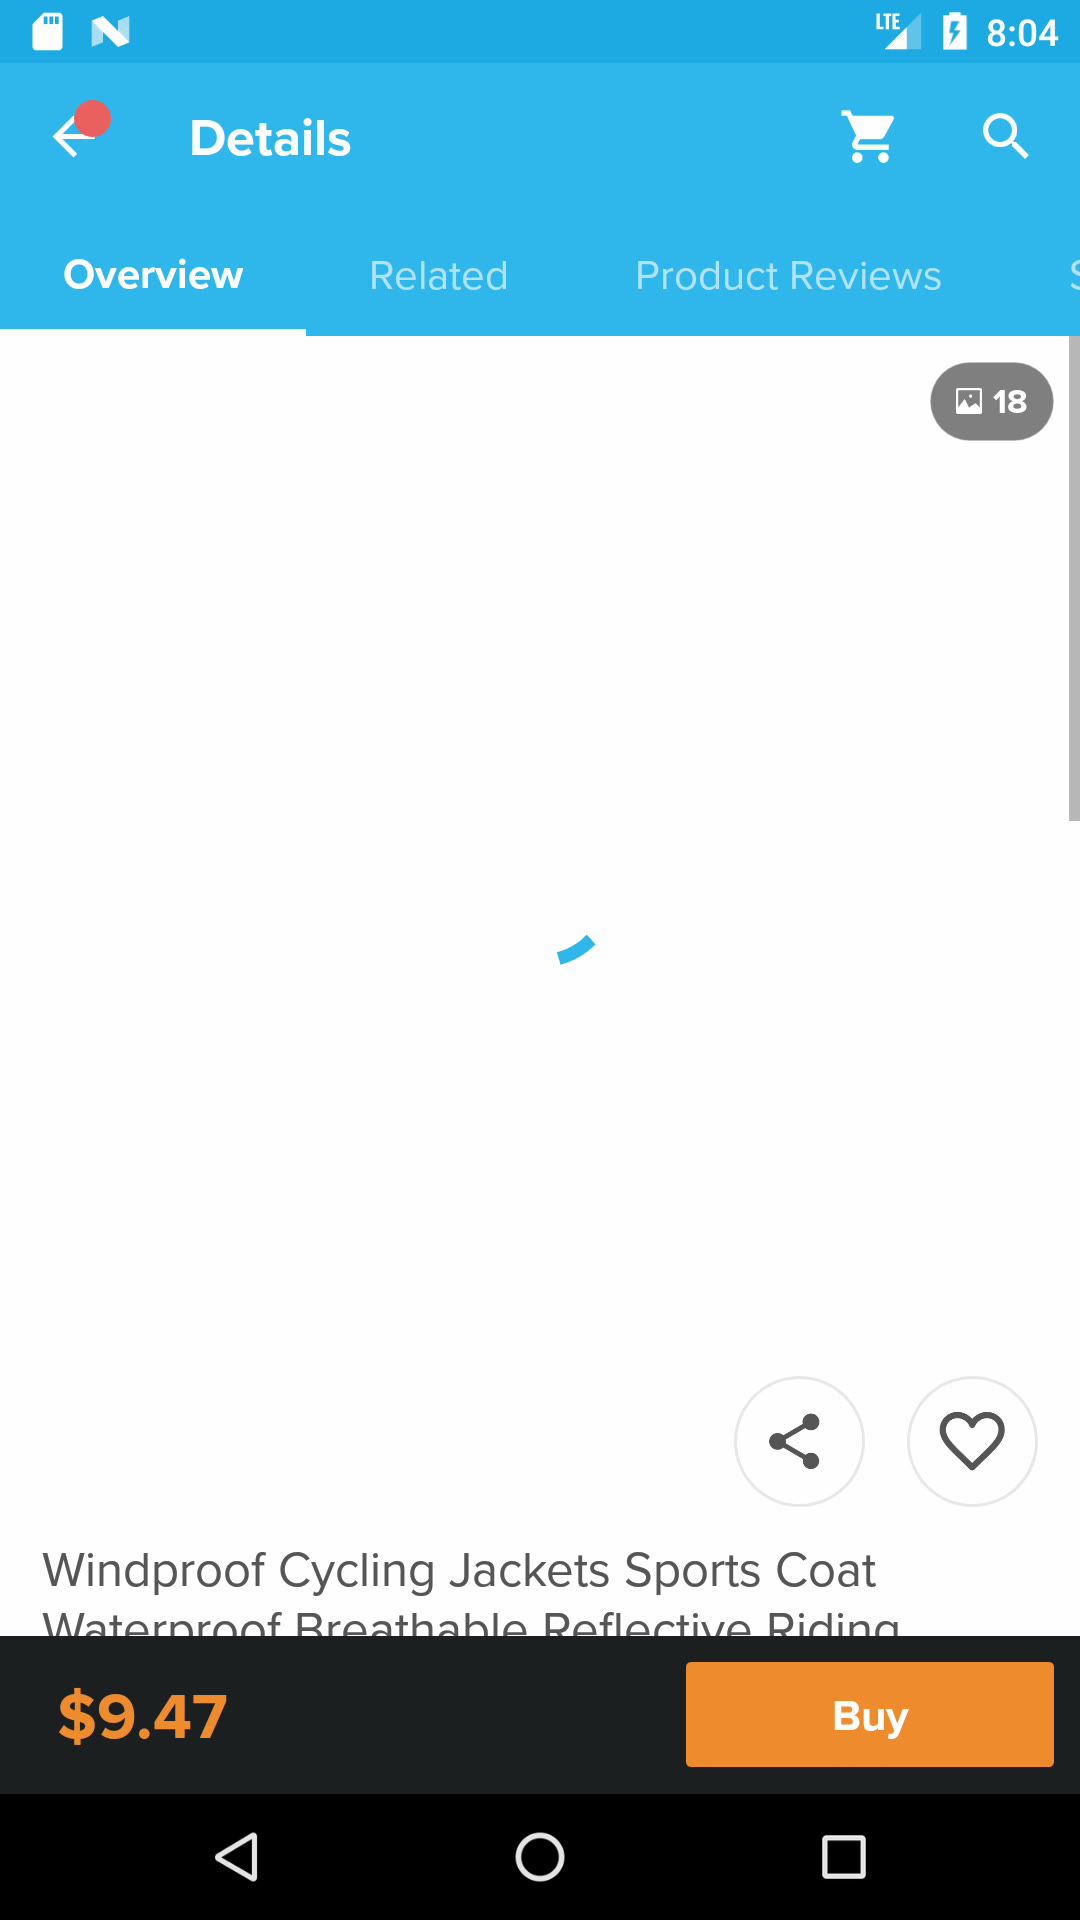 LTE 8:04
Details
Overview Related Product Reviews S
18
Windproof Cycling Jackets Sports Coat
Waterproof Breathable Reflective Riding
$9.47 Buy